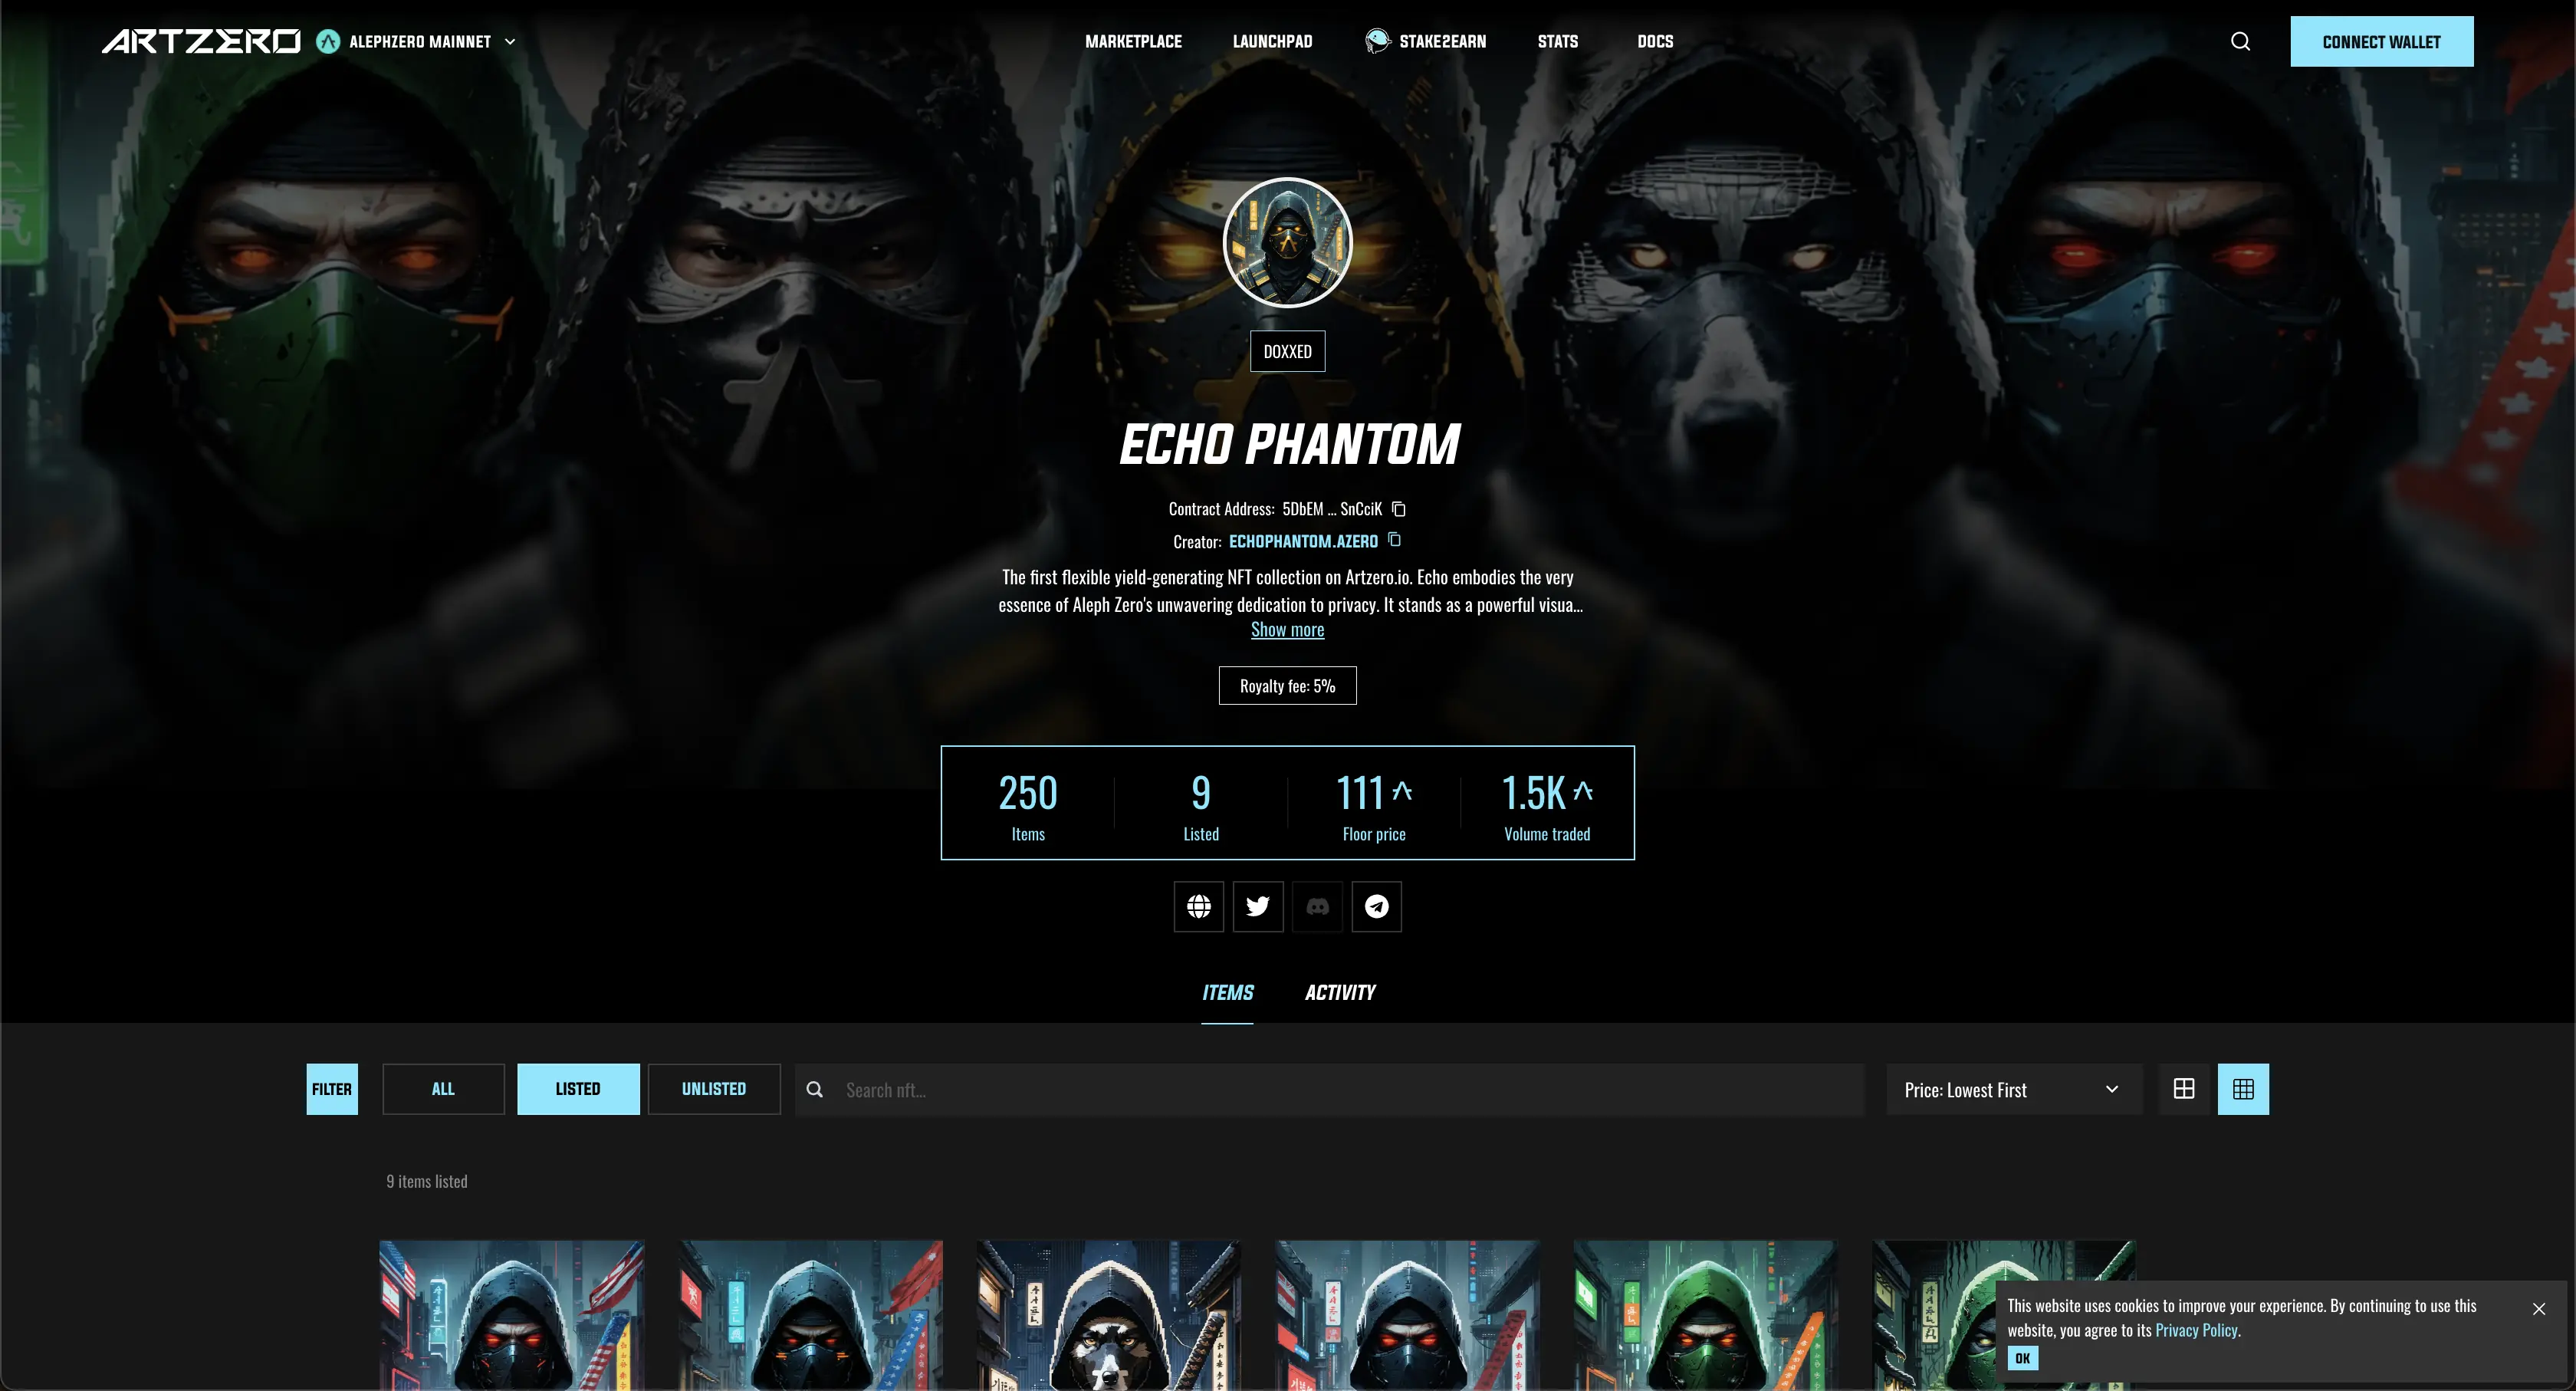 ARTZERO
ALEPHZERO MAINNET
MARKETPLACE
LAUNCHPAD
STAKE2EARN
STATS
DOCS
CONNECT WALLET
DOXXED
ECHO PHANTOM
Contract Address: 5DbEM ... SnCciK
Creator: ECHOPHANTOM.AZERO
The first flexible yield-generating NFT collection on Artzero.io. Echo embodies the very
essence of Aleph Zero's unwavering dedication to privacy. It stands as a powerful visua...
Show more
Royalty fee: 5%
250
Items
9
Listed
111
Floor price
1.5K
Volume traded
ITEMS
ACTIVITY
FILTER
ALL
LISTED
UNLISTED
Search nft...
Price: Lowest First
9 items listed
This website uses cookies to improve your experience. By continuing to use this
website, you agree to its Privacy Policy.
OK